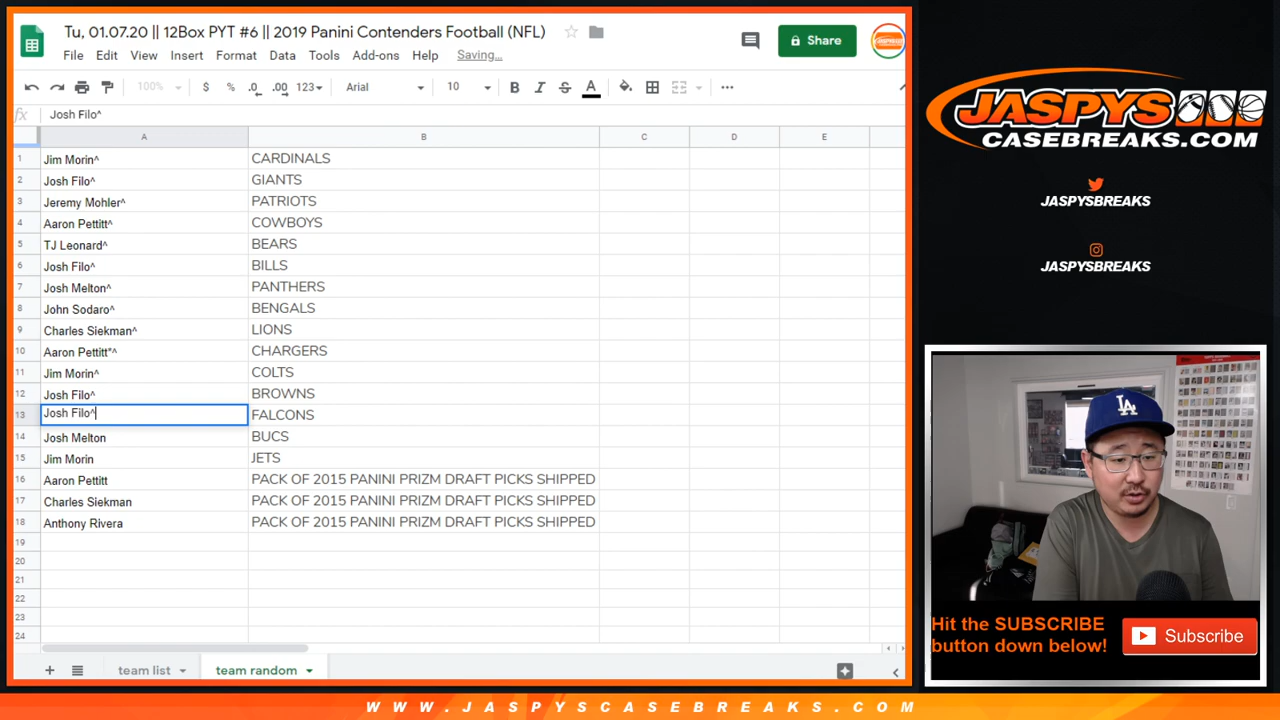 Tu, 01.07.20 || 12Box PYT #6 || 2019 Panini Contenders Football (NFL)
File Edit View Insert Format Data Tools Add-ons Help Saving...
Share
100% $ % .0 .00 123 Arial 10 B I S A
fx Josh Filo^
A B C D E
1 Jim Morin^ CARDINALS
2 Josh Filo^ GIANTS
3 Jeremy Mohler^ PATRIOTS
4 Aaron Pettitt^ COWBOYS
5 TJ Leonard^ BEARS
6 Josh Filo^ BILLS
7 Josh Melton^ PANTHERS
8 John Sodaro^ BENGALS
9 Charles Siekman^ LIONS
10 Aaron Pettitt*^ CHARGERS
11 Jim Morin^ COLTS
12 Josh Filo^ BROWNS
13 Josh Filo^ FALCONS
14 Josh Melton BUCS
15 Jim Morin JETS
16 Aaron Pettitt PACK OF 2015 PANINI PRIZM DRAFT PICKS SHIPPED
17 Charles Siekman PACK OF 2015 PANINI PRIZM DRAFT PICKS SHIPPED
18 Anthony Rivera PACK OF 2015 PANINI PRIZM DRAFT PICKS SHIPPED
19
20
21
22
23
24
team list team random
JASPYS
CASEBREAKS.COM
JASPYSBREAKS
JASPYSBREAKS
LA
Hit the SUBSCRIBE
button down below!
Subscribe
WWW.JASPYSCASEBREAKS.COM